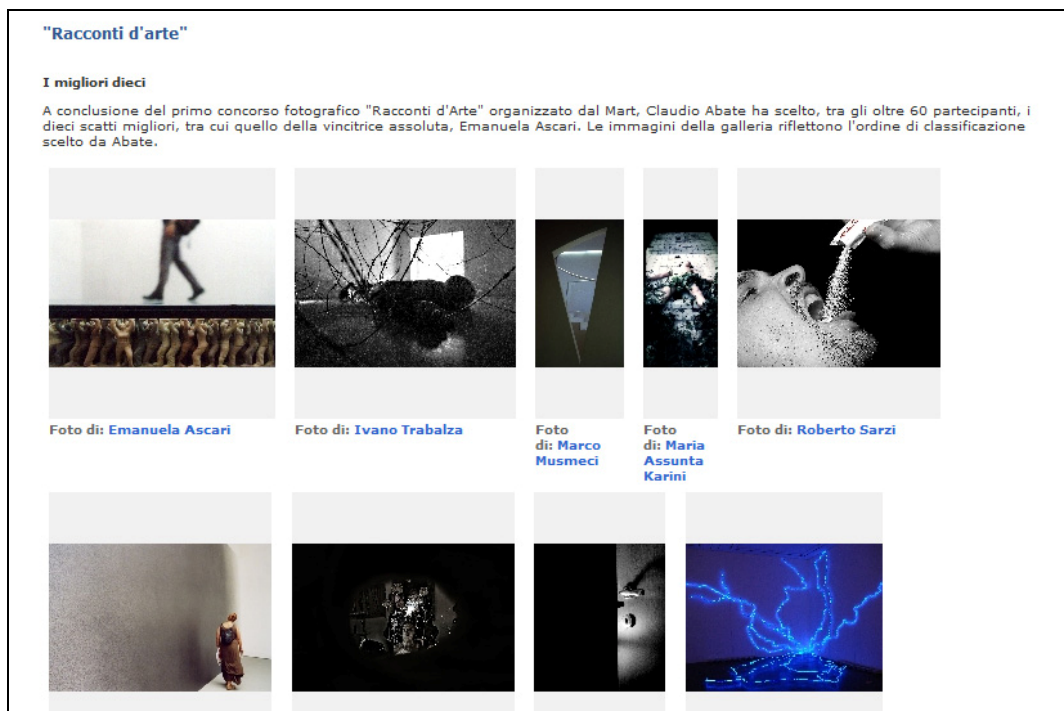 "Racconti d'arte"
I migliori dieci
A conclusione del primo concorso fotografico "Racconti d'Arte" organizzato dal Mart, Claudio Abate ha scelto, tra gli oltre 60 partecipanti, i
dieci scatti migliori, tra cui quello della vincitrice assoluta, Emanuela Ascari. Le immagini della galleria riflettono l'ordine di classificazione
scelto da Abate.
Foto di: Emanuela Ascari
Foto di: Ivano Trabalza
Foto
di: Marco
Musmeci
Foto
di: Maria
Assunta
Karini
Foto di: Roberto Sarzi